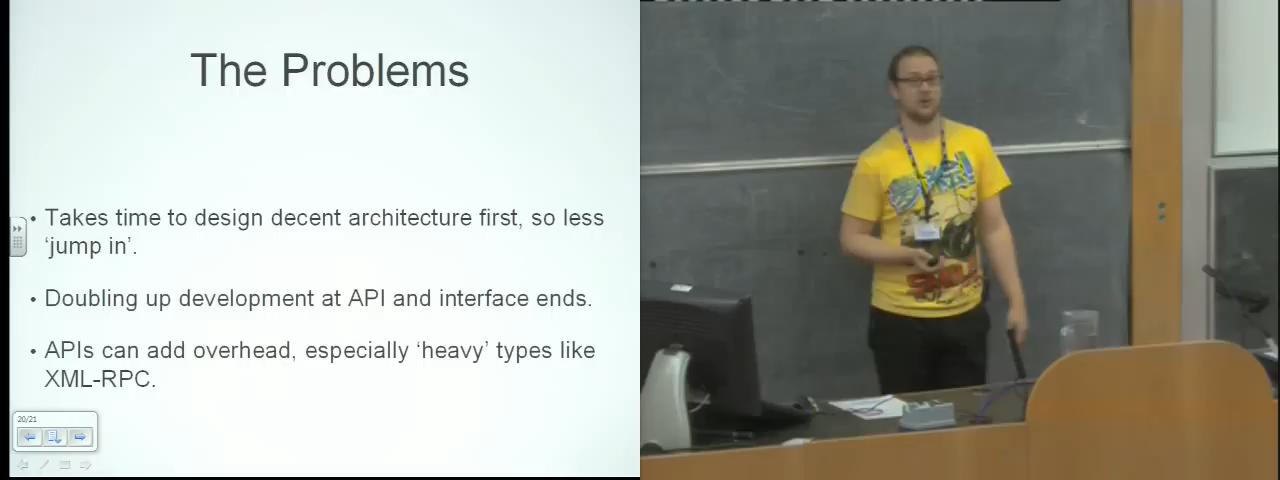 The Problems
• Takes time to design decent architecture first, so less
‘jump in’.
• Doubling up development at API and interface ends.
• APIs can add overhead, especially ‘heavy’ types like
XML-RPC.
20/21